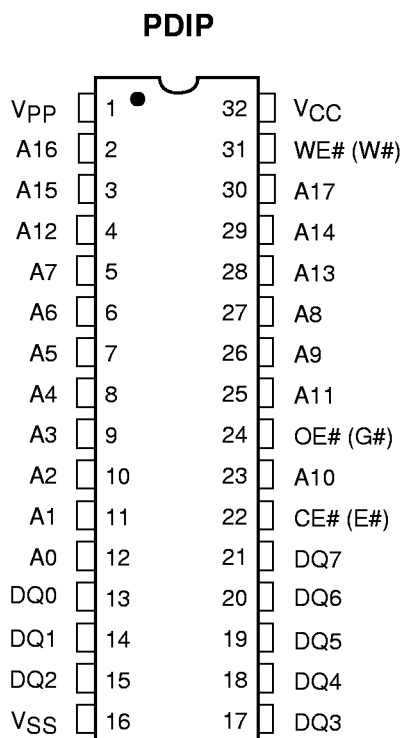 PDIP
VPP 1 32 VCC
A16 2 31 WE# (W#)
A15 3 30 A17
A12 4 29 A14
A7 5 28 A13
A6 6 27 A8
A5 7 26 A9
A4 8 25 A11
A3 9 24 OE# (G#)
A2 10 23 A10
A1 11 22 CE# (E#)
A0 12 21 DQ7
DQ0 13 20 DQ6
DQ1 14 19 DQ5
DQ2 15 18 DQ4
VSS 16 17 DQ3